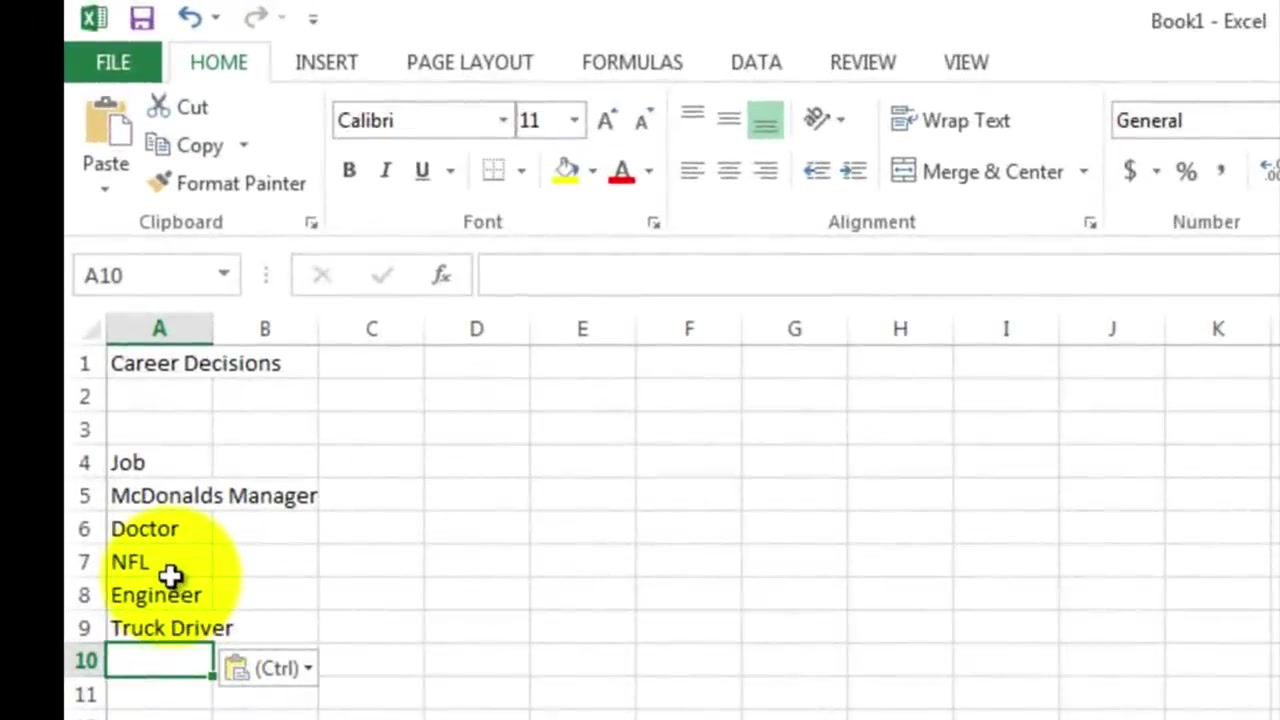 Book1 - Excel
FILE HOME INSERT PAGE LAYOUT FORMULAS DATA REVIEW VIEW
Cut
Calibri 11 Wrap Text General
Copy
Paste B I U A Merge & Center $ % ,
Format Painter
Clipboard Font Alignment Number
A10 fx
A B C D E F G H I J K
1 Career Decisions
2
3
4 Job
5 McDonalds Manager
6 Doctor
7 NFL
8 Engineer
9 Truck Driver
10 (Ctrl)
11